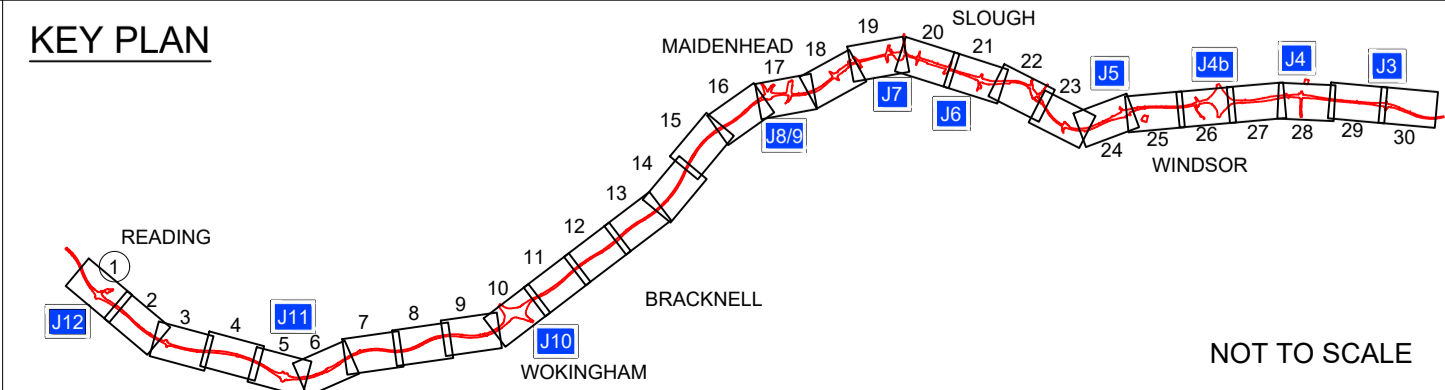 KEY PLAN
READING
1
J12
2
3
4
J11
5
6
7
8
9
10
J10
WOKINGHAM
11
12
13
BRACKNELL
14
15
16
MAIDENHEAD
17
J8/9
18
19
J7
SLOUGH
20
J6
21
22
23
J5
24
25
WINDSOR
J4b
26
27
J4
28
29
J3
30
NOT TO SCALE